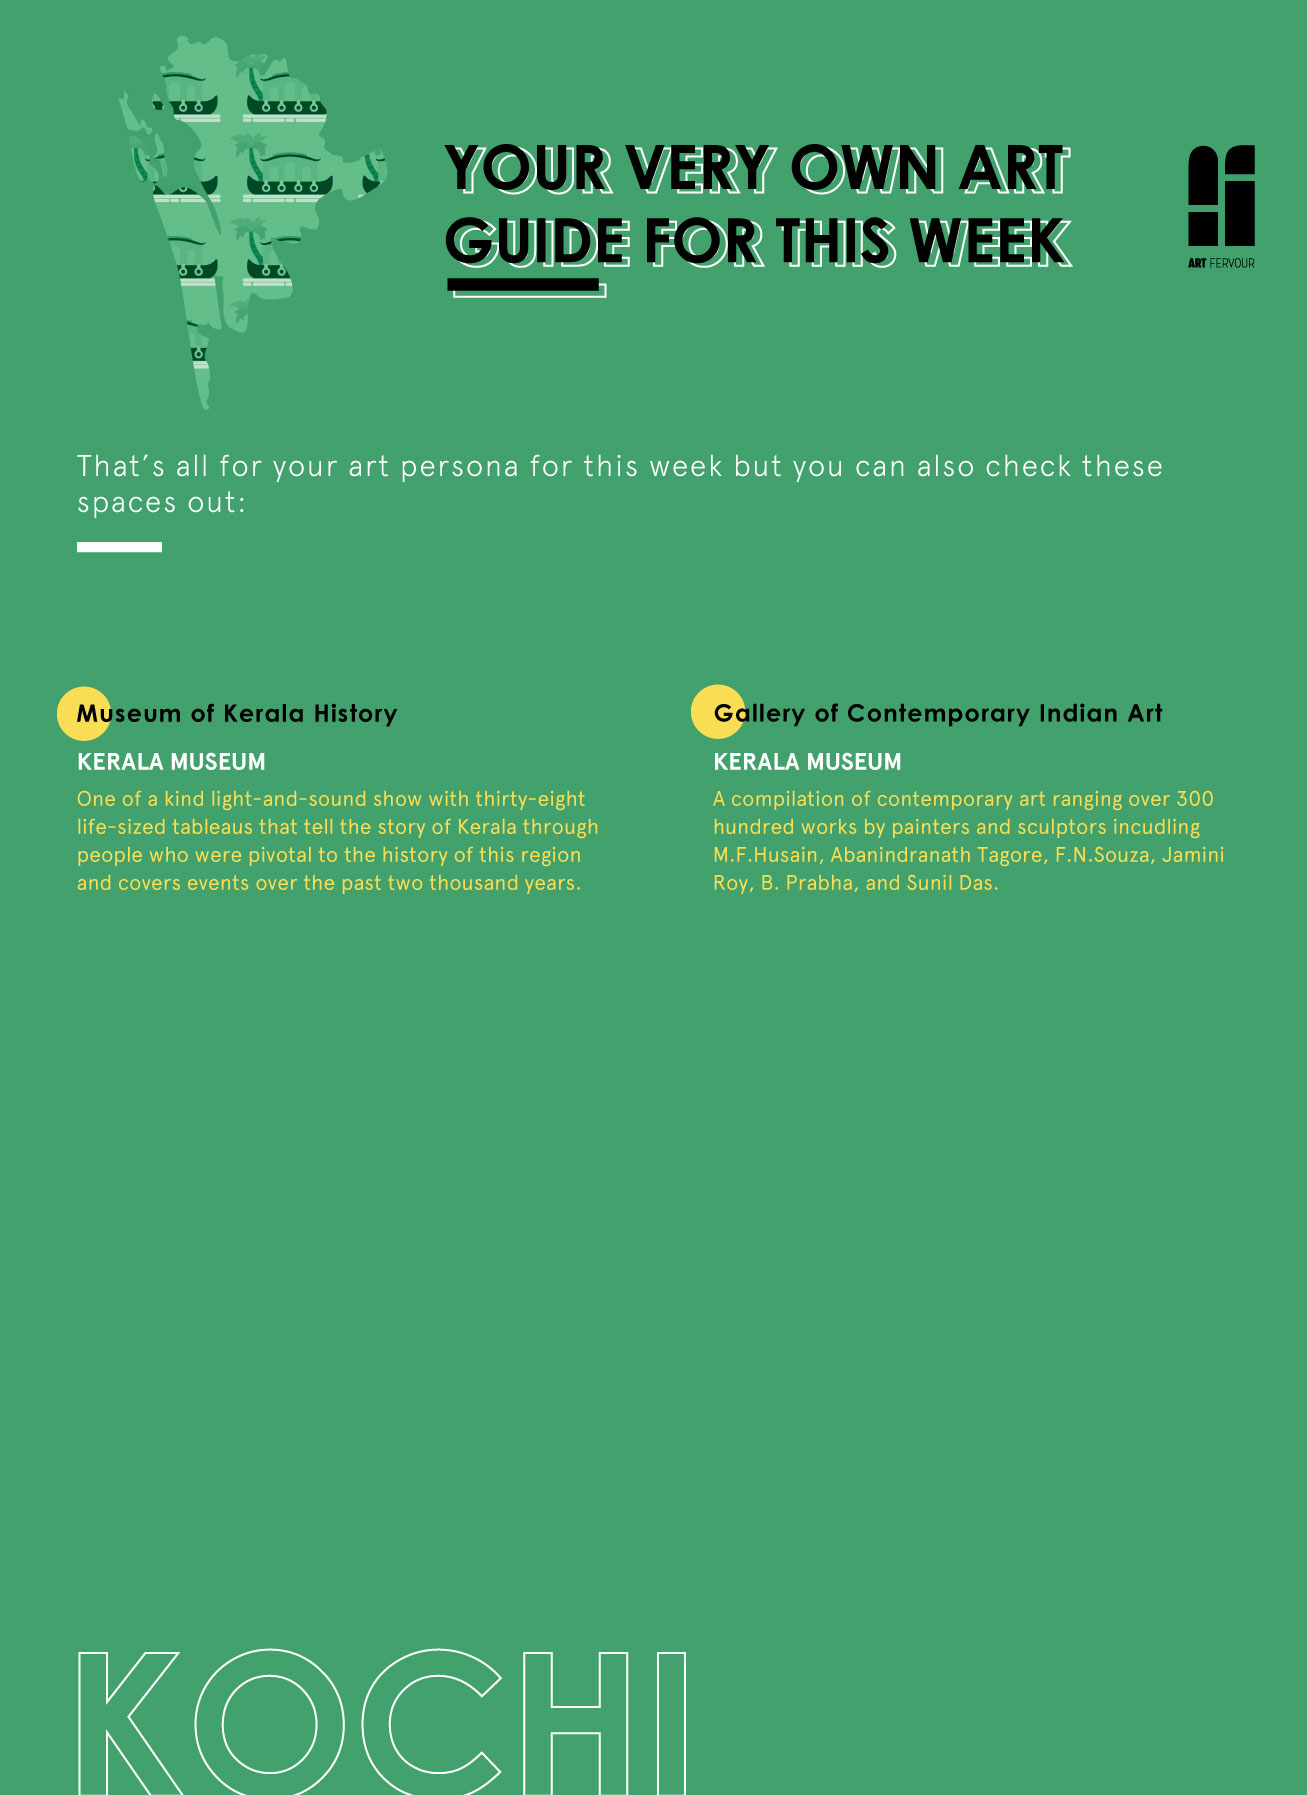 YOUR VERY OWN ART
GUIDE FOR THIS WEEK
ART FERVOUR
That’s all for your art persona for this week but you can also check these
spaces out:
Museum of Kerala History
KERALA MUSEUM
One of a kind light-and-sound show with thirty-eight
life-sized tableaus that tell the story of Kerala through
people who were pivotal to the history of this region
and covers events over the past two thousand years.
Gallery of Contemporary Indian Art
KERALA MUSEUM
A compilation of contemporary art ranging over 300
hundred works by painters and sculptors incudling
M.F.Husain, Abanindranath Tagore, F.N.Souza, Jamini
Roy, B. Prabha, and Sunil Das.
KOCHI